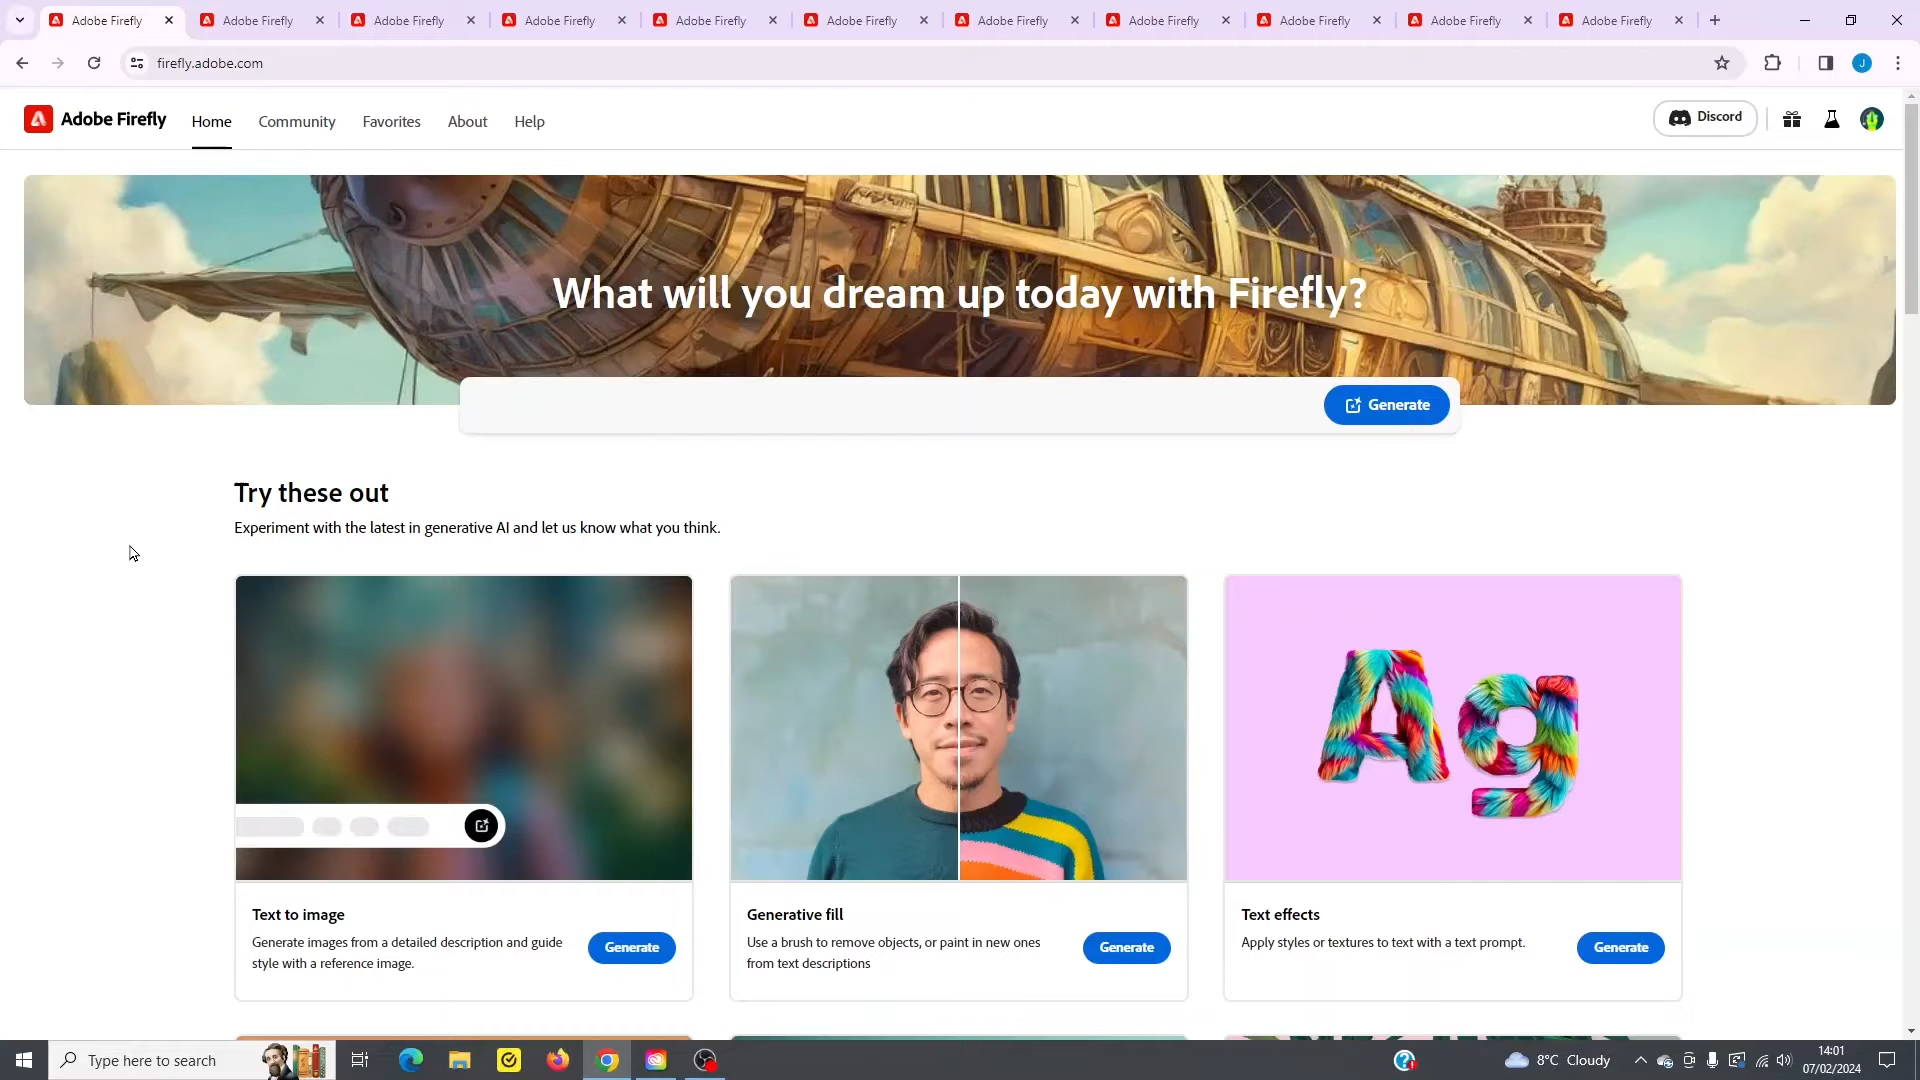 Adobe Firefly
Adobe Firefly
Adobe Firefly
Adobe Firefly
Adobe Firefly
Adobe Firefly
Adobe Firefly
Adobe Firefly
Adobe Firefly
Adobe Firefly
Adobe Firefly
firefly.adobe.com
J
Adobe Firefly
Home
Community
Favorites
About
Help
Discord
What will you dream up today with Firefly?
Generate
Try these out
Experiment with the latest in generative AI and let us know what you think.
Ag
Text to image
Generate images from a detailed description and guide
style with a reference image.
Generate
Generative fill
Use a brush to remove objects, or paint in new ones
from text descriptions
Generate
Text effects
Apply styles or textures to text with a text prompt.
Generate
Type here to search
8°C Cloudy
14:01
07/02/2024